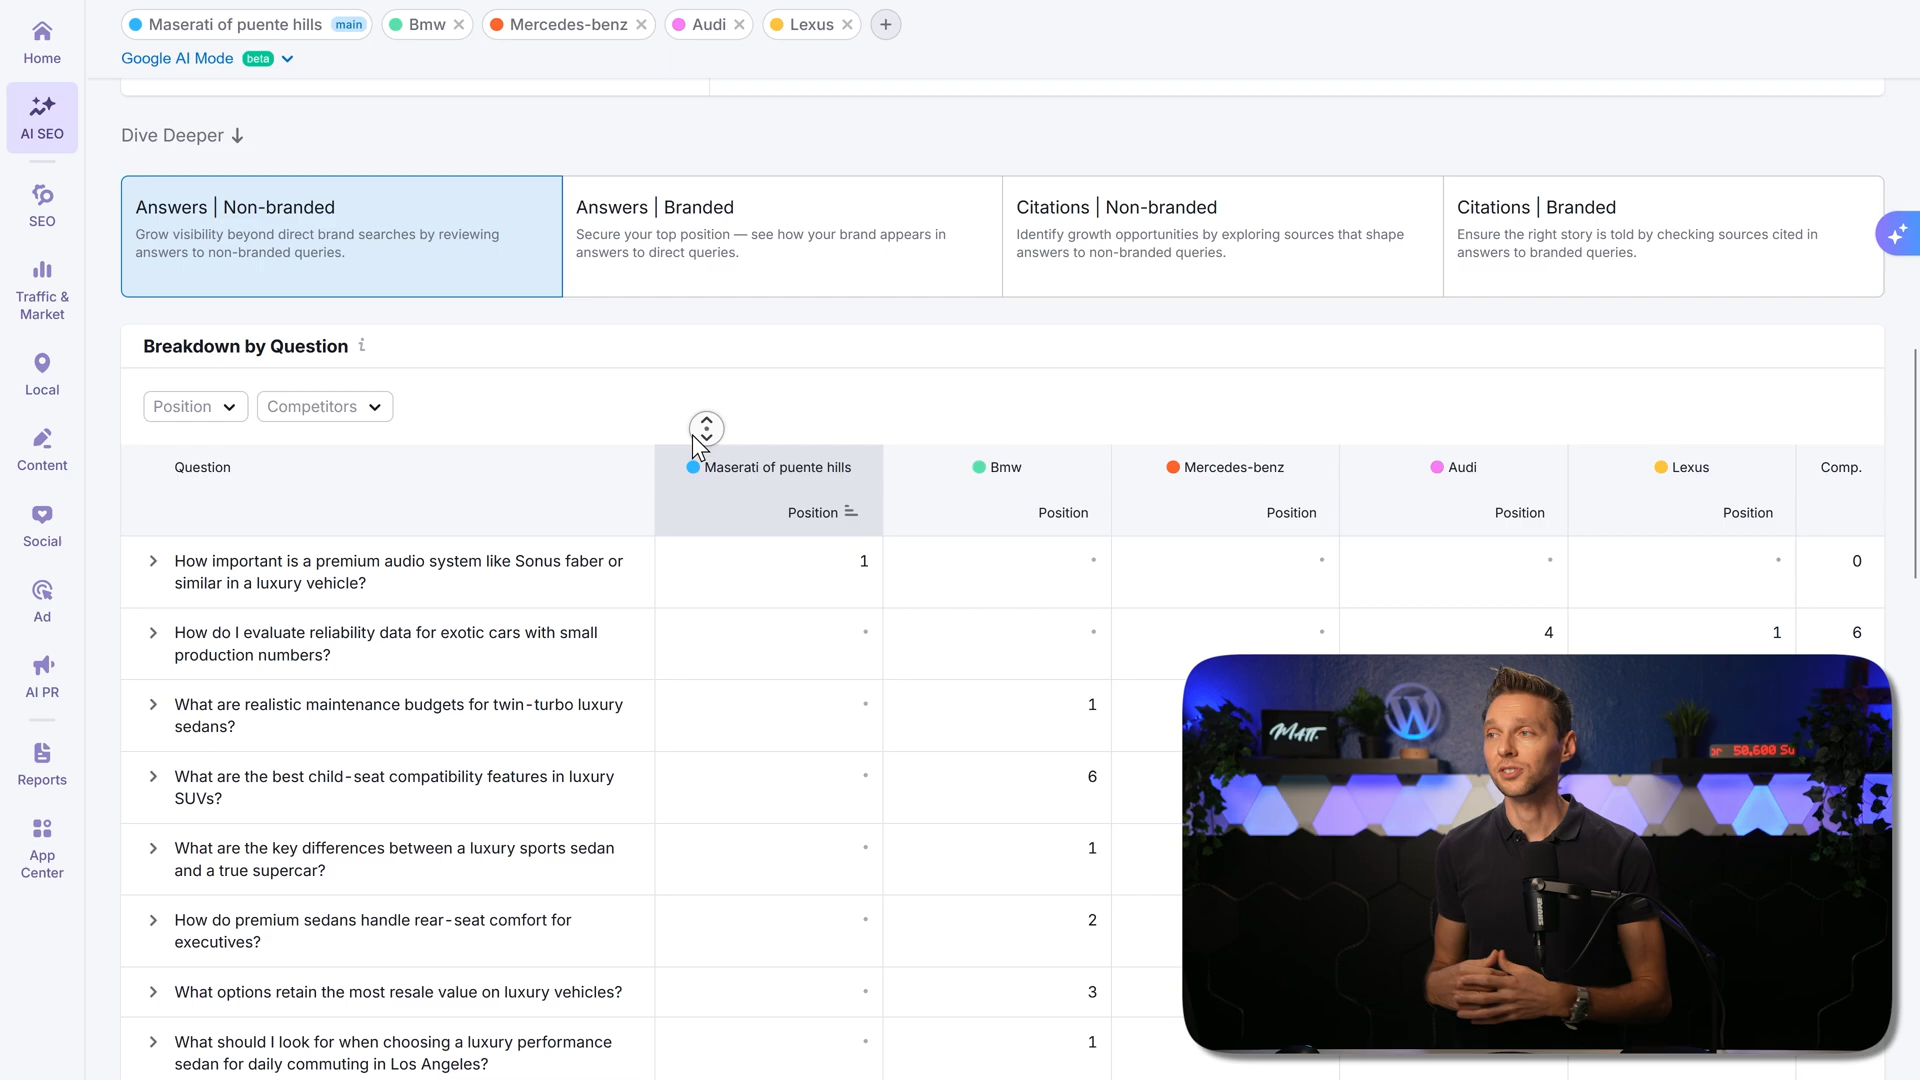 Maserati of puente hills main
Bmw
Mercedes-benz
Audi
Lexus
Google AI Mode beta
Home
AI SEO
SEO
Traffic &
Market
Local
Content
Social
Ad
AI PR
Reports
App
Center
Dive Deeper
Answers | Non-branded
Grow visibility beyond direct brand searches by reviewing
answers to non-branded queries.
Answers | Branded
Secure your top position — see how your brand appears in
answers to direct queries.
Citations | Non-branded
Identify growth opportunities by exploring sources that shape
answers to non-branded queries.
Citations | Branded
Ensure the right story is told by checking sources cited in
answers to branded queries.
Breakdown by Question i
Position
Competitors
Question
Maserati of puente hills
Bmw
Mercedes-benz
Audi
Lexus
Comp.
Position
Position
Position
Position
Position
How important is a premium audio system like Sonus faber or
similar in a luxury vehicle?
1
0
How do I evaluate reliability data for exotic cars with small
production numbers?
4
1
6
What are realistic maintenance budgets for twin-turbo luxury
sedans?
1
What are the best child-seat compatibility features in luxury
SUVs?
6
What are the key differences between a luxury sports sedan
and a true supercar?
1
How do premium sedans handle rear-seat comfort for
executives?
2
What options retain the most resale value on luxury vehicles?
3
What should I look for when choosing a luxury performance
sedan for daily commuting in Los Angeles?
1
MATT.
50,600 Su
SHURE